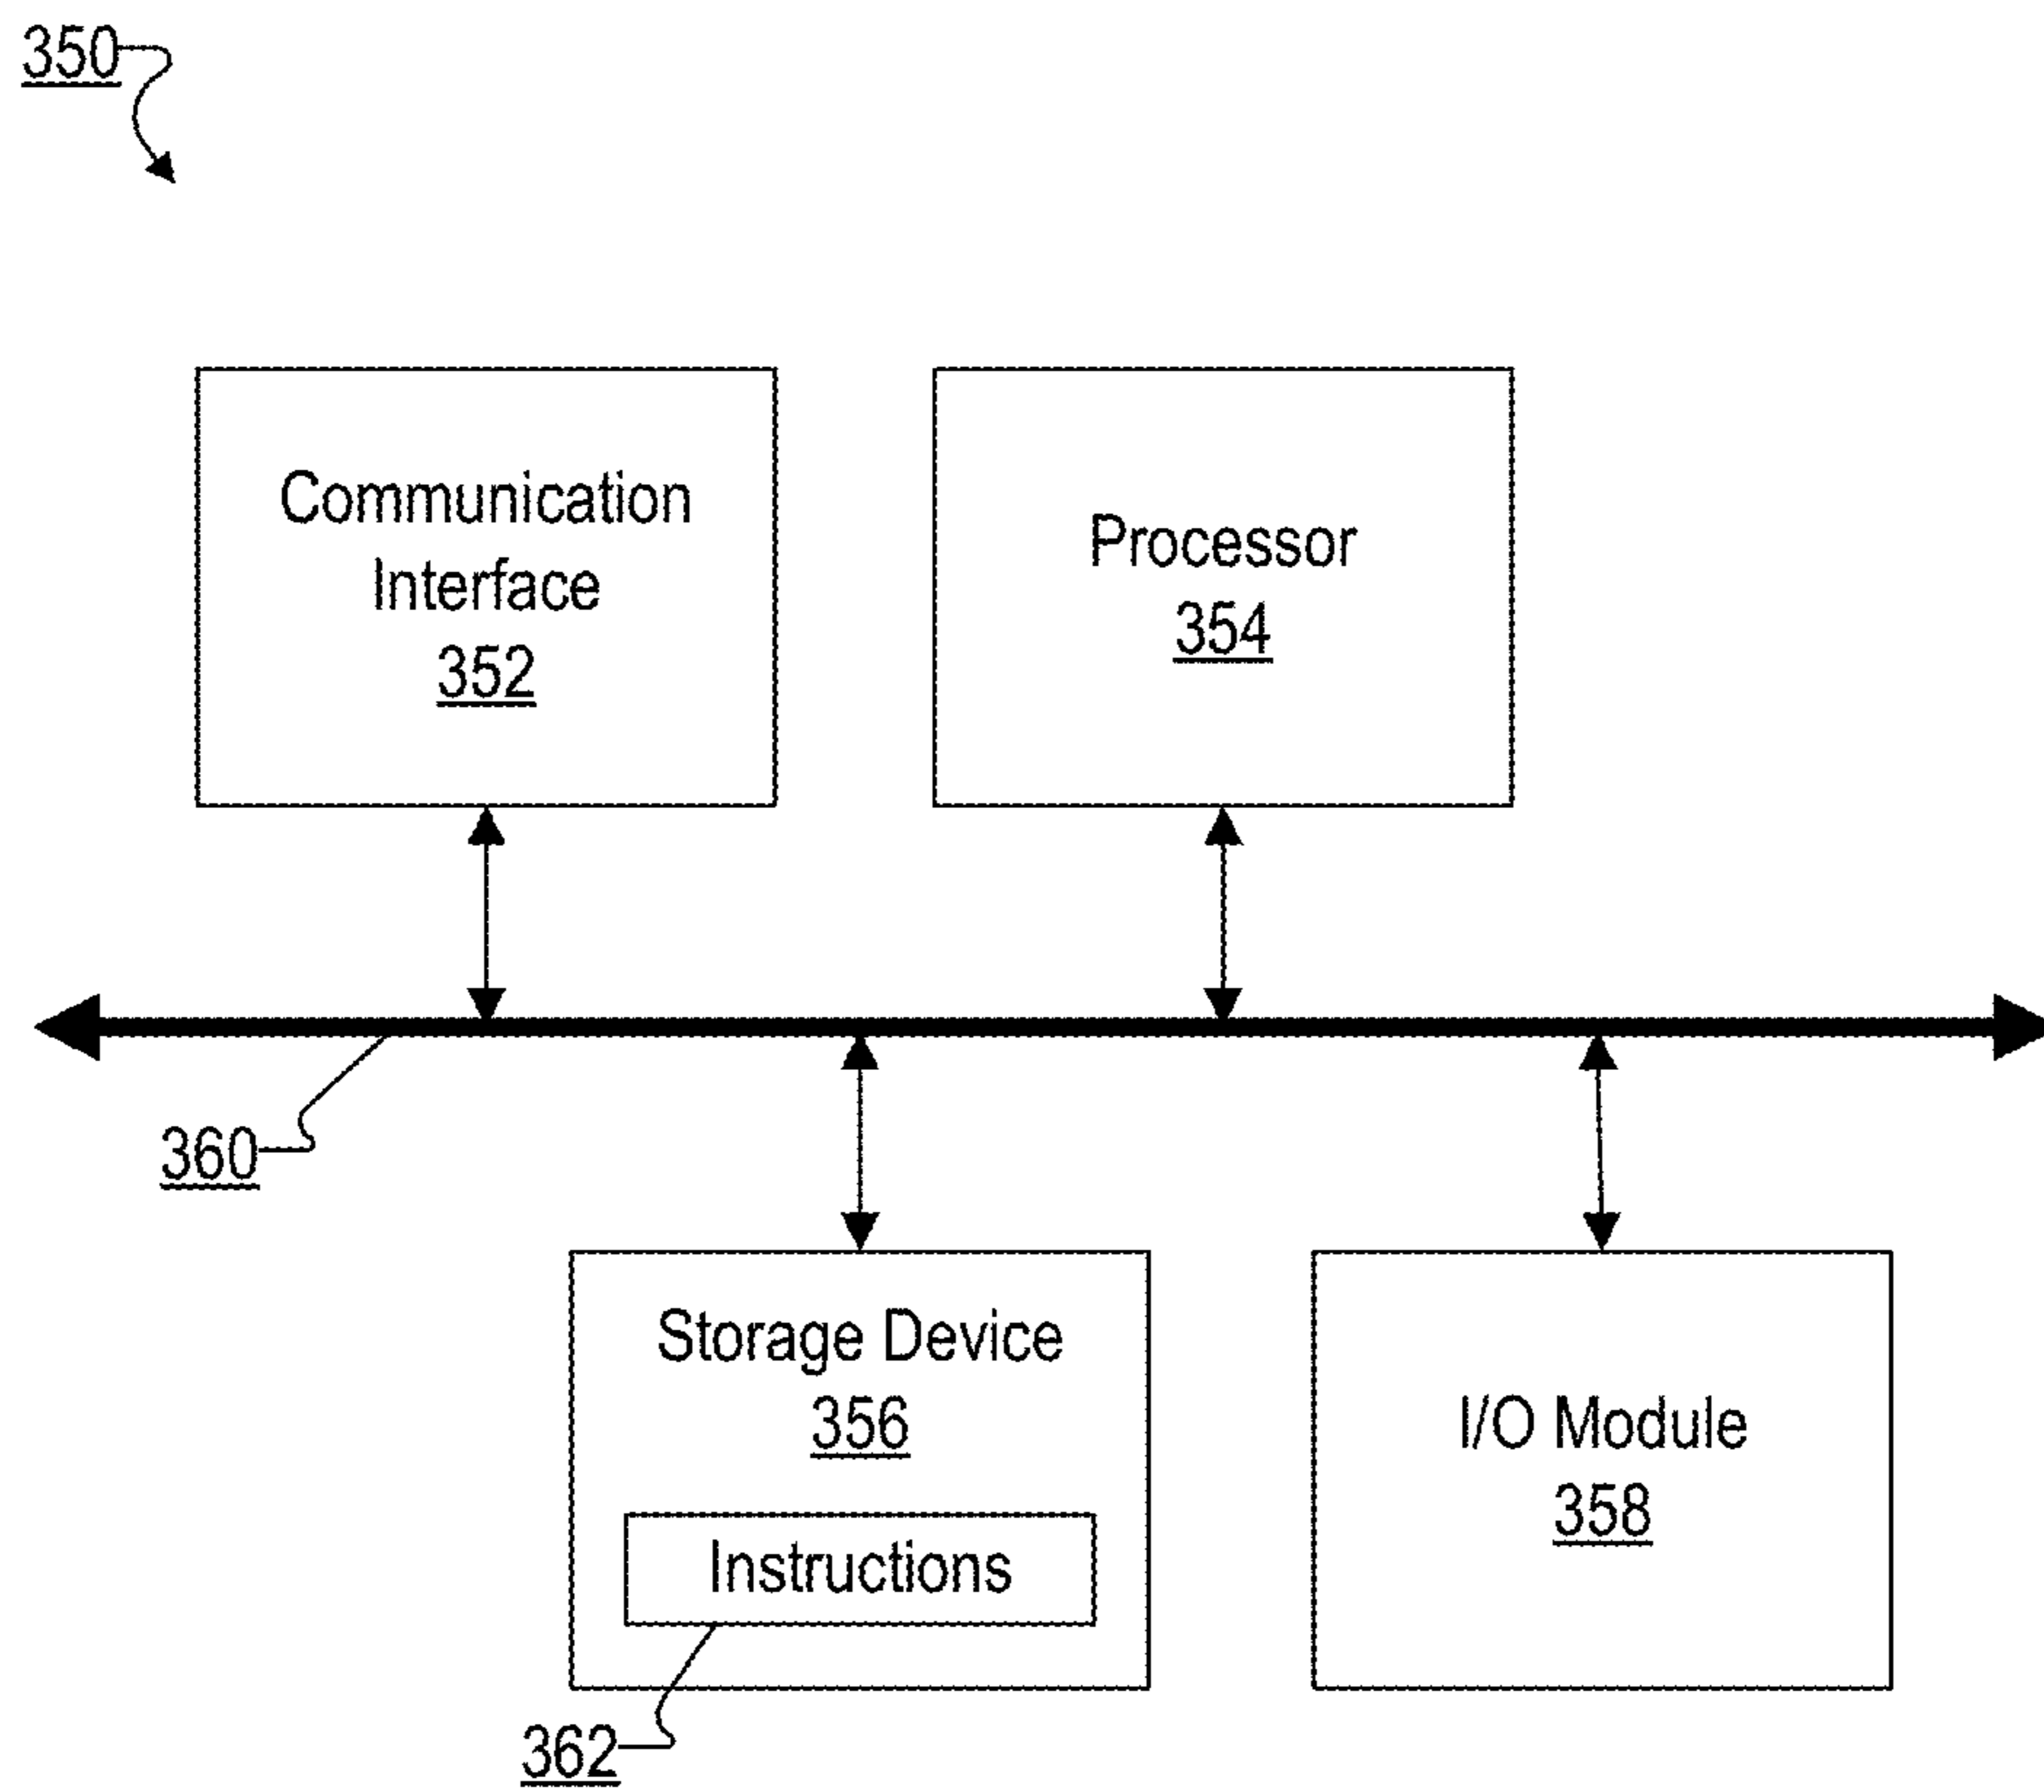 350
Communication
Interface
352
Processor
354
360
Storage Device
356
Instructions
362
I/O Module
358